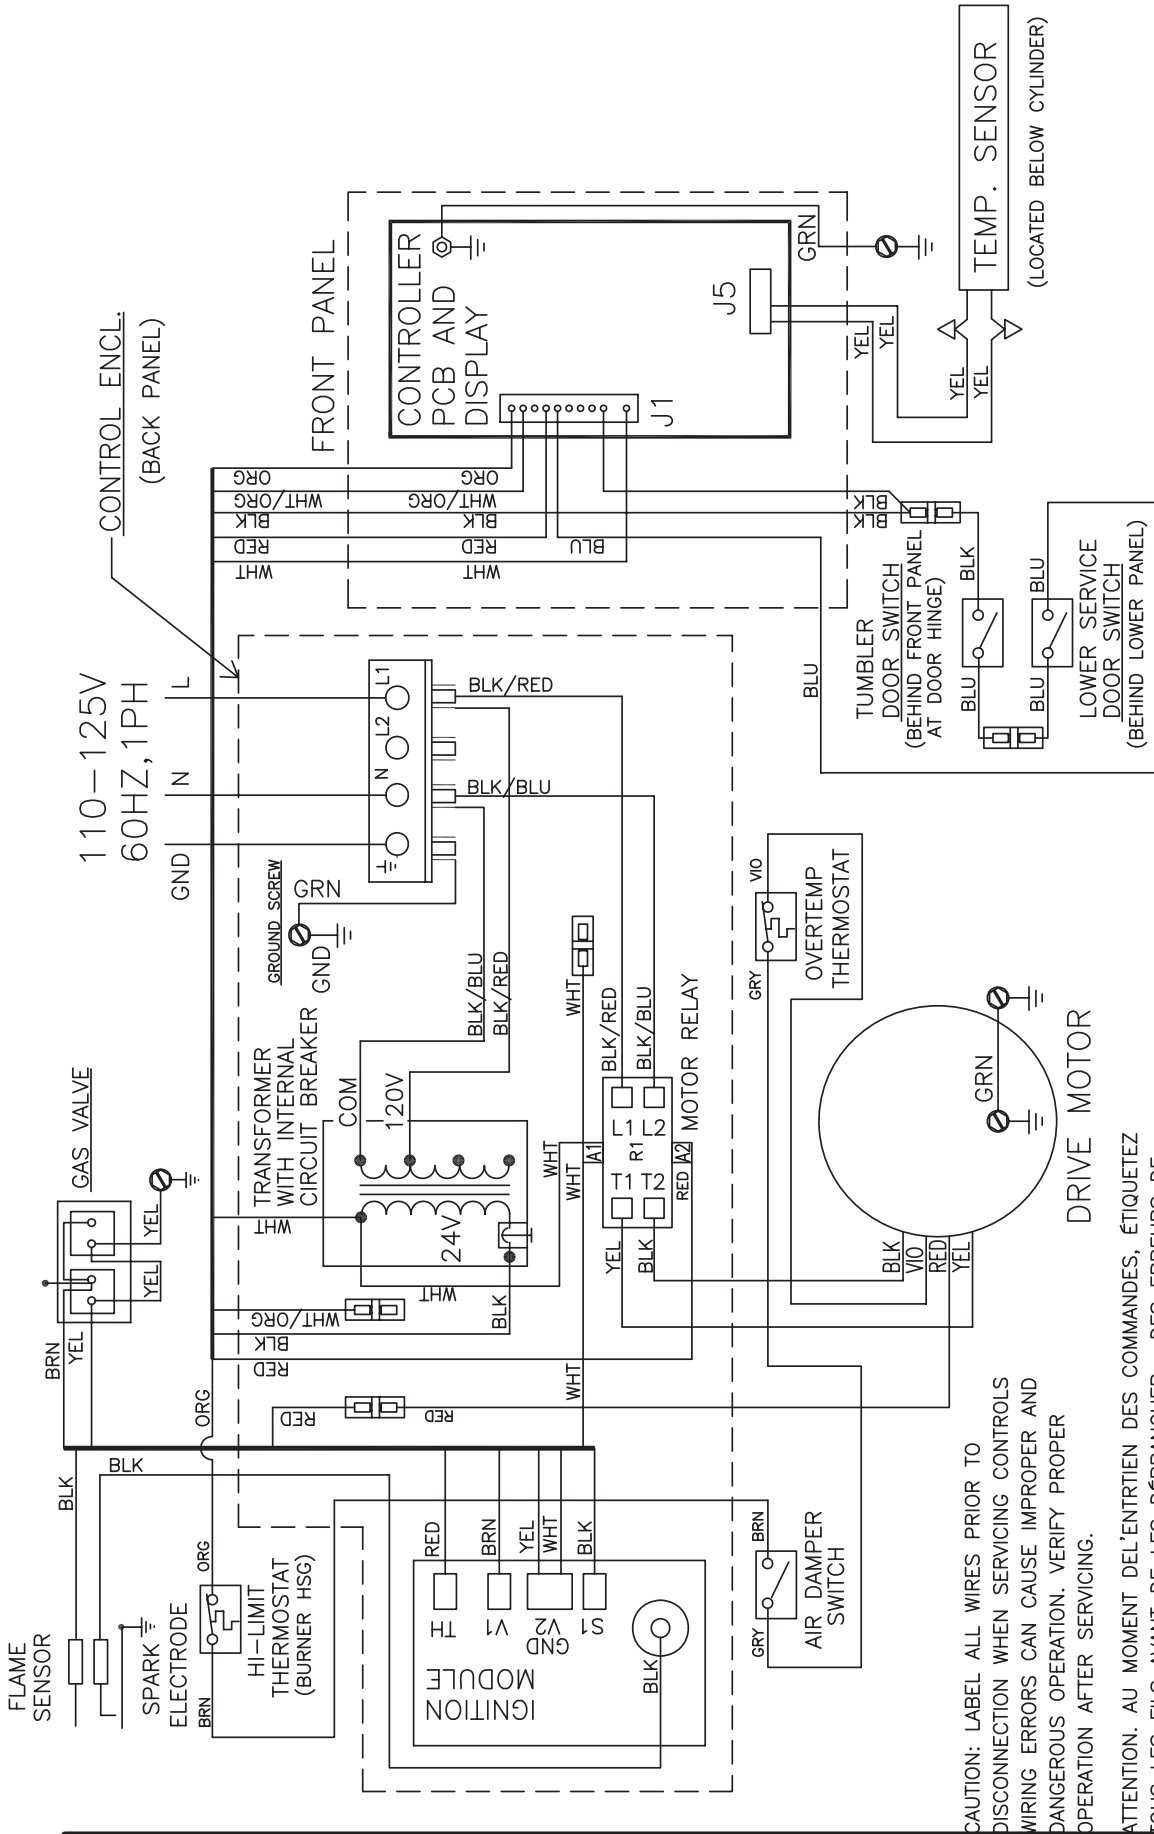 FLAME
SENSOR
SPARK
ELECTRODE
BLK
BLK
GAS VALVE
BRN
YEL
YEL
YEL
ORG
ORG
BRN
HI-LIMIT
THERMOSTAT
(BURNER HSG)
110-125V
60HZ,1PH
GND
N
L
CONTROL ENCL.
(BACK PANEL)
GROUND SCREW
GRN
GND
N
L2
L1
BLK/RED
BLK/BLU
BLK/BLU
BLK/RED
TRANSFORMER
WITH INTERNAL
CIRCUIT BREAKER
COM
120V
24V
WHT
WHT
BLK
WHT/ORG
BLK
RED
RED
RED
WHT
WHT
WHT
WHT
BLK/RED
BLK/BLU
MOTOR RELAY
A1
L1
L2
R1
T1
T2
A2
RED
YEL
BLK
IGNITION
MODULE
TH
V1
V2
GND
S1
RED
BRN
YEL
WHT
BLK
BLK
BRN
GRY
AIR DAMPER
SWITCH
GRY
VIO
OVERTEMP
THERMOSTAT
BLK
VIO
RED
YEL
GRN
DRIVE MOTOR
FRONT PANEL
CONTROLLER
PCB AND
DISPLAY
J1
J5
GRN
ORG
WHT/ORG
BLK
RED
WHT
ORG
WHT/ORG
BLK
RED
BLU
WHT
BLK
BLK
YEL
YEL
YEL
YEL
TEMP. SENSOR
(LOCATED BELOW CYLINDER)
BLU
TUMBLER
DOOR SWITCH
(BEHIND FRONT PANEL
AT DOOR HINGE)
BLU
BLK
BLU
BLU
LOWER SERVICE
DOOR SWITCH
(BEHIND LOWER PANEL)
CAUTION: LABEL ALL WIRES PRIOR TO
DISCONNECTION WHEN SERVICING CONTROLS
WIRING ERRORS CAN CAUSE IMPROPER AND
DANGEROUS OPERATION. VERIFY PROPER
OPERATION AFTER SERVICING.
ATTENTION. AU MOMENT DEL'ENTRTIEN DES COMMANDES, ÉTIQUETEZ